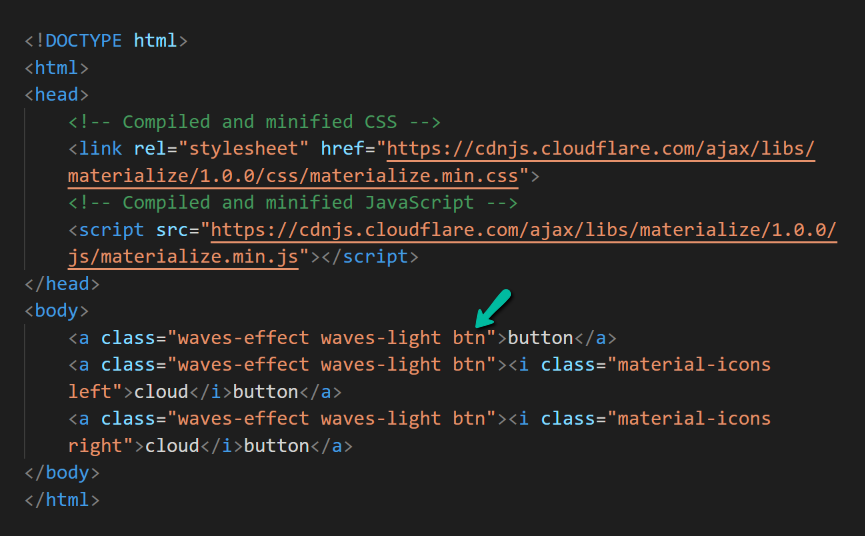 <!DOCTYPE html>
<html>
<head>
<!-- Compiled and minified CSS -->
<link rel="stylesheet" href="https://cdnjs.cloudflare.com/ajax/libs/
materialize/1.0.0/css/materialize.min.css">
<!-- Compiled and minified JavaScript -->
<script src="https://cdnjs.cloudflare.com/ajax/libs/materialize/1.0.0/
js/materialize.min.js"></script>
</head>
<body>
<a class="waves-effect waves-light btn">button</a>
<a class="waves-effect waves-light btn"><i class="material-icons
left">cloud</i>button</a>
<a class="waves-effect waves-light btn"><i class="material-icons
right">cloud</i>button</a>
</body>
</html>